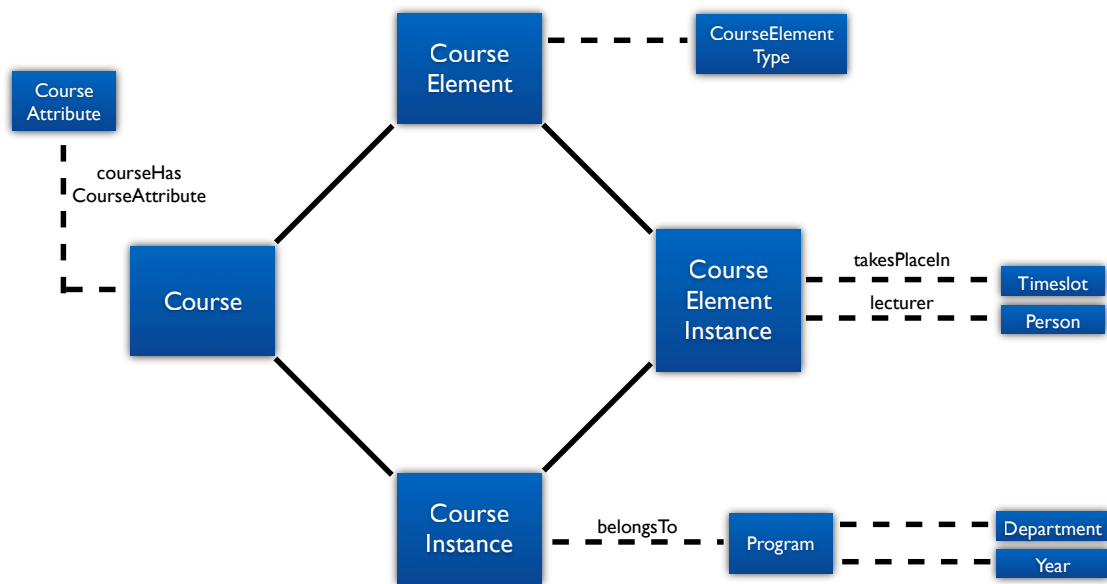 Course
Element
CourseElement
Type
Course
Attribute
courseHas
CourseAttribute
Course
Course
Element
Instance
takesPlaceIn
Timeslot
lecturer
Person
Course
Instance
belongsTo
Program
Department
Year